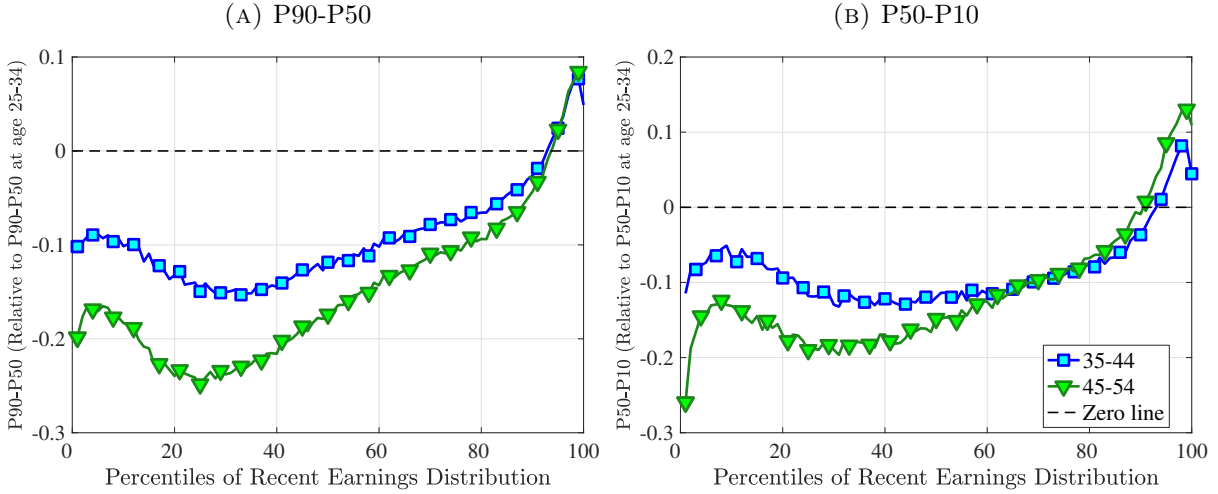 (A) P90-P50
P90-P50 (Relative to P90-P50 at age 25-34)
0.1
0
-0.1
-0.2
-0.3
0 20 40 60 80 100
Percentiles of Recent Earnings Distribution
(B) P50-P10
P50-P10 (Relative to P50-P10 at age 25-34)
0.2
0.1
0
-0.1
-0.2
-0.3
0 20 40 60 80 100
Percentiles of Recent Earnings Distribution
35-44
45-54
Zero line